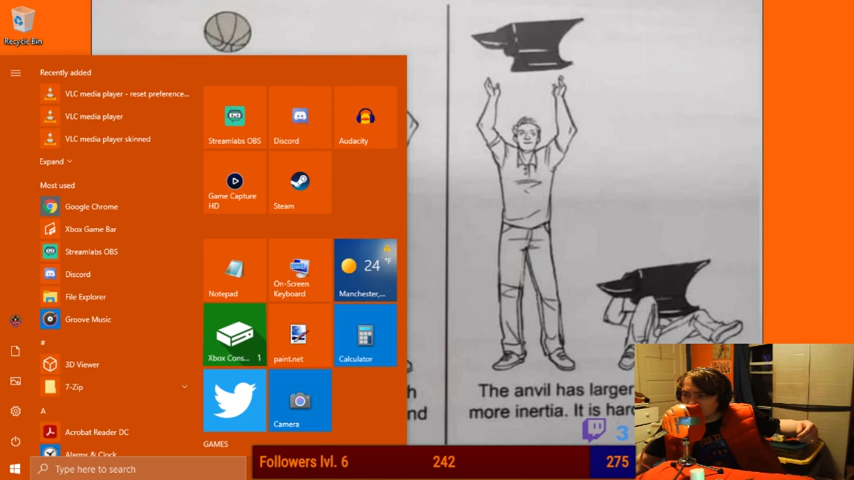 Recycle Bin
Recently added
VLC media player - reset preference...
VLC media player
VLC media player skinned
Expand
Most used
Google Chrome
Xbox Game Bar
Streamlabs OBS
Discord
File Explorer
Groove Music
#
3D Viewer
7-Zip
A
Acrobat Reader DC
Alarms & Clock
Type here to search
Streamlabs OBS
Discord
Audacity
Game Capture
HD
Steam
Notepad
On-Screen
Keyboard
24 °F
Manchester,...
Xbox Cons... 1
paint.net
Calculator
Camera
GAMES
The anvil has larger
more inertia. It is
3
Followers lvl. 6
242
275